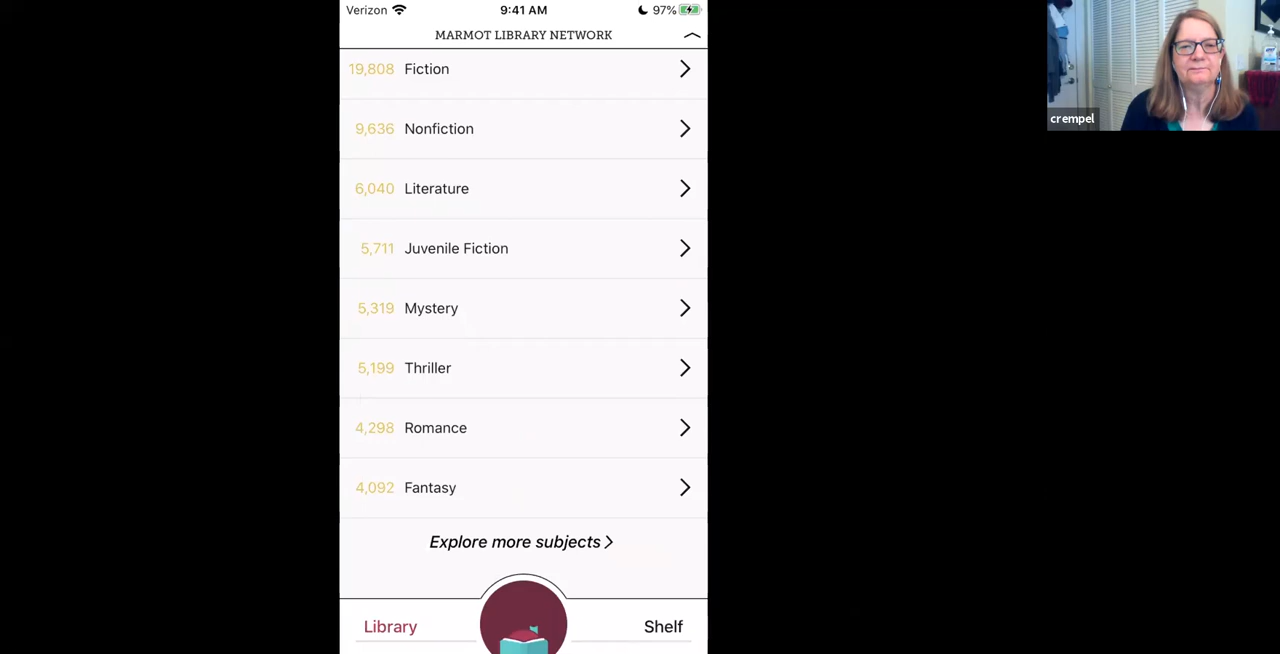 Verizon 9:41 AM 97%
MARMOT LIBRARY NETWORK
19,808 Fiction
9,636 Nonfiction
6,040 Literature
5,711 Juvenile Fiction
5,319 Mystery
5,199 Thriller
4,298 Romance
4,092 Fantasy
Explore more subjects
Library Shelf
crempel